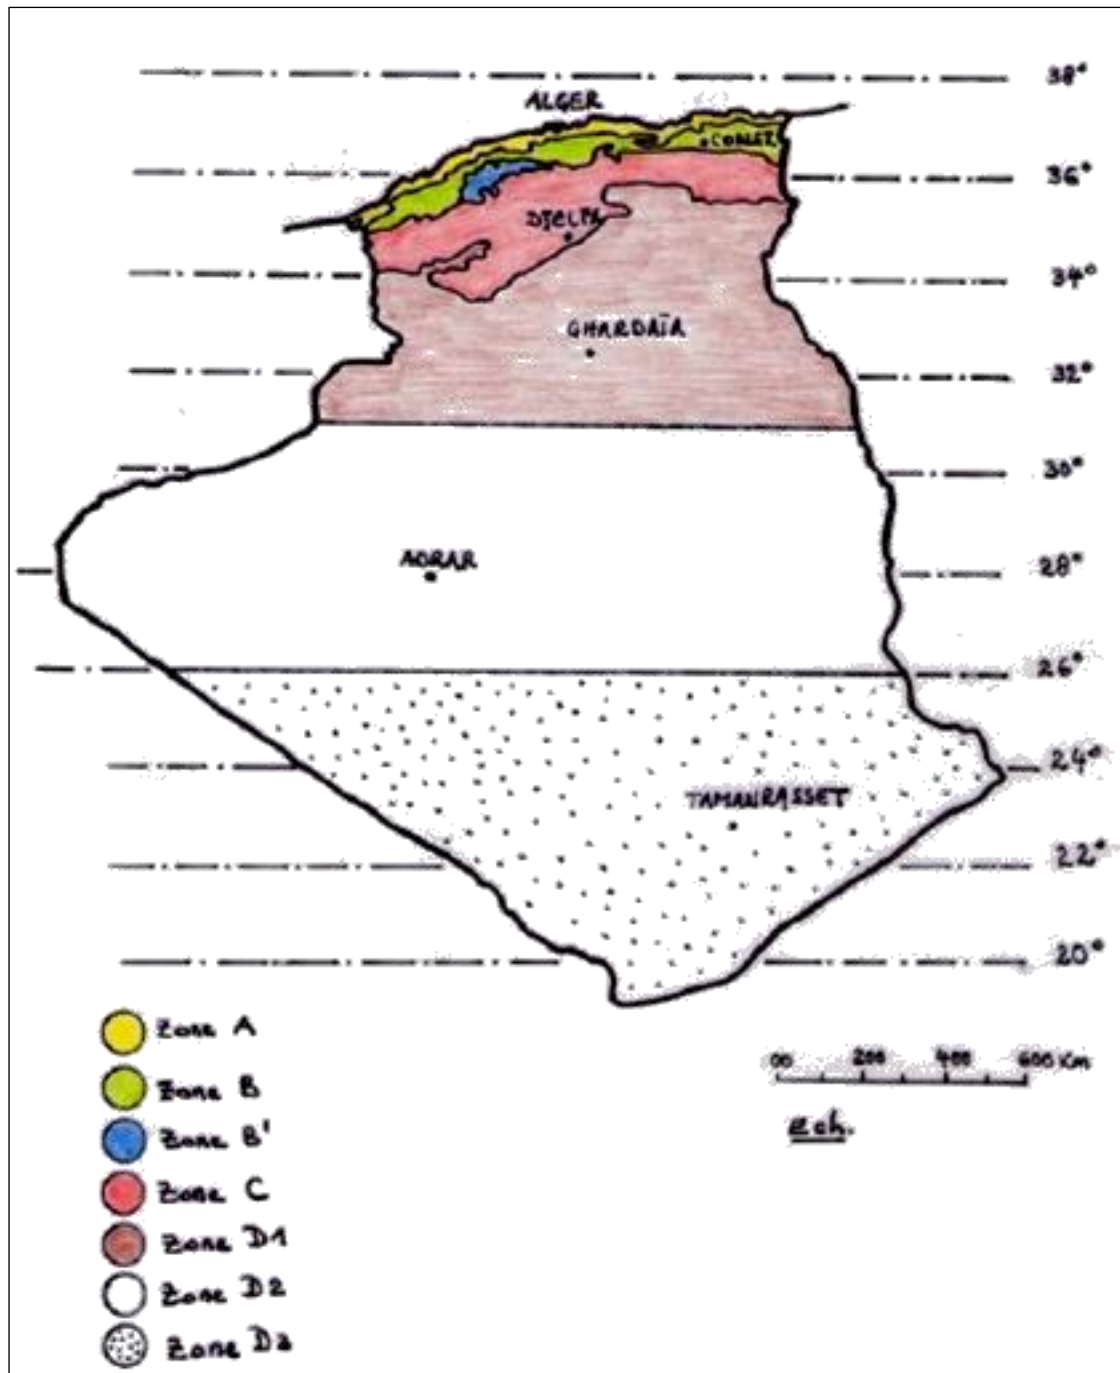 38°
ALGER
36°
DJELFA
34°
GHARDAÏA
32°
30°
ADRAR
28°
26°
24°
TAMANRASSET
22°
20°
Zone A
Zone B
Zone B'
Zone C
Zone D1
Zone D2
Zone D3
00 200 400 600 Km
Ech.